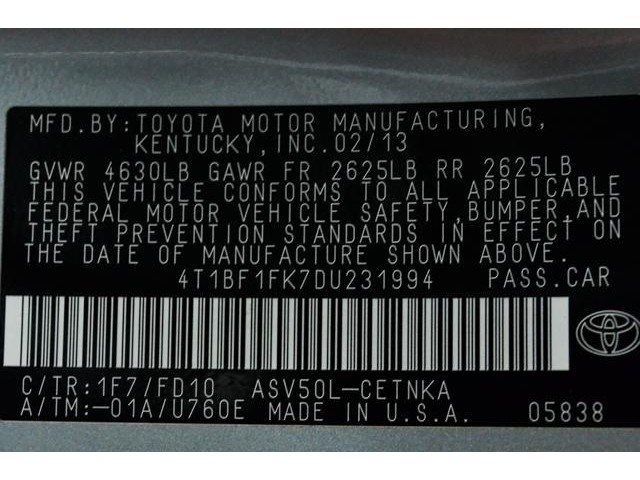 MFD.BY:TOYOTA MOTOR MANUFACTURING,
KENTUCKY,INC.02/13
GVWR 4630LB GAWR FR 2625LB RR 2625LB
THIS VEHICLE CONFORMS TO ALL APPLICABLE
FEDERAL MOTOR VEHICLE SAFETY,BUMPER,AND
THEFT PREVENTION STANDARDS IN EFFECT ON
THE DATE OF MANUFACTURE SHOWN ABOVE.
4T1BF1FK7DU231994 PASS.CAR
C/TR:1F7/FD10 ASV50L-CETNKA
A/TM:-01A/U760E MADE IN U.S.A. 05838